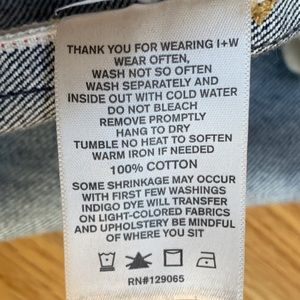 THANK YOU FOR WEARING I+W
WEAR OFTEN,
WASH NOT SO OFTEN
WASH SEPARATELY AND
INSIDE OUT WITH COLD WATER
DO NOT BLEACH
REMOVE PROMPTLY
HANG TO DRY
TUMBLE NO HEAT TO SOFTEN
WARM IRON IF NEEDED
100% COTTON
SOME SHRINKAGE MAY OCCUR
WITH FIRST FEW WASHINGS
INDIGO DYE WILL TRANSFER
ON LIGHT-COLORED FABRICS
AND UPHOLSTERY BE MINDFUL
OF WHERE YOU SIT
RN#129065